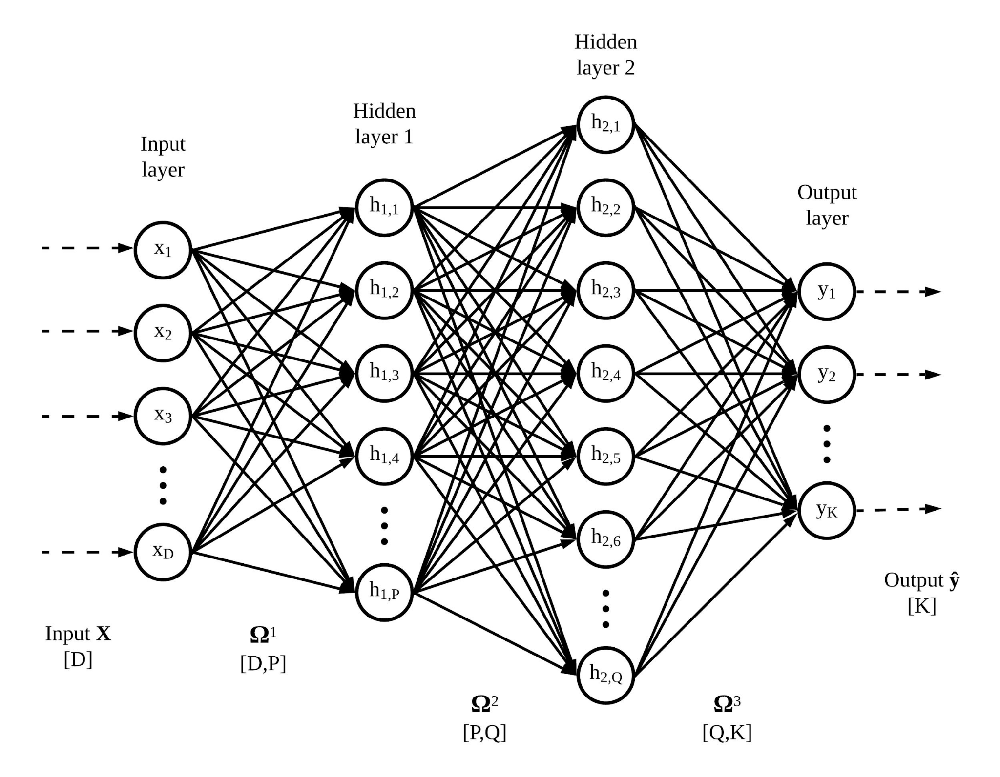 Hidden
layer 2
Hidden
layer 1
Input
layer
Output
layer
x₁
x₂
x₃
x_D
h₁,₁
h₁,₂
h₁,₃
h₁,₄
h₁,P
h₂,₁
h₂,₂
h₂,₃
h₂,₄
h₂,₅
h₂,₆
h₂,Q
y₁
y₂
y_K
Input X
[D]
Ω¹
[D,P]
Ω²
[P,Q]
Ω³
[Q,K]
Output ŷ
[K]